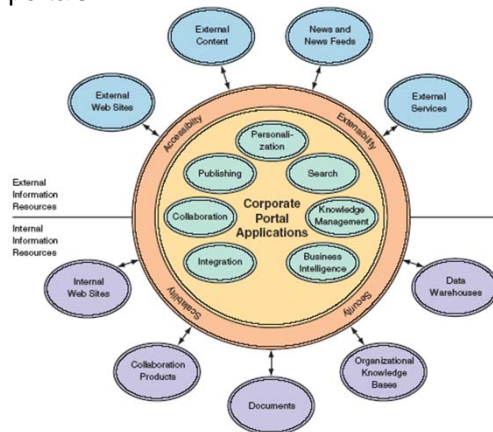 External
Content
News and
News Feeds
External
Web Sites
External
Services
Accessibilty
Extensibility
Personali-
zation
Publishing
Search
Corporate
Portal
Applications
Collaboration
Knowledge
Management
Integration
Business
Intelligence
External
Information
Resources
Internal
Information
Resources
Internal
Web Sites
Scalability
Security
Data
Warehouses
Collaboration
Products
Documents
Organizational
Knowledge
Bases